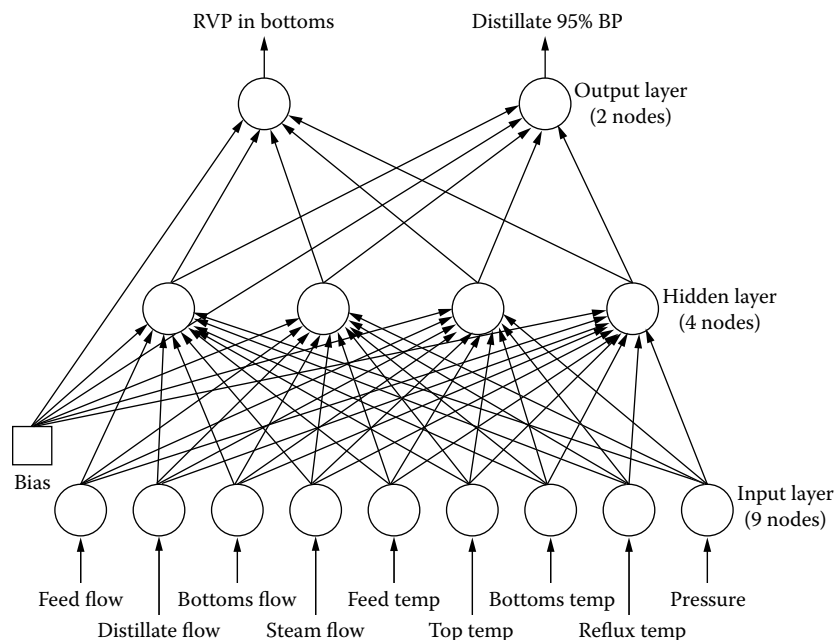 RVP in bottoms
Distillate 95% BP
Output layer
(2 nodes)
Hidden layer
(4 nodes)
Bias
Input layer
(9 nodes)
Feed flow
Bottoms flow
Feed temp
Bottoms temp
Pressure
Distillate flow
Steam flow
Top temp
Reflux temp